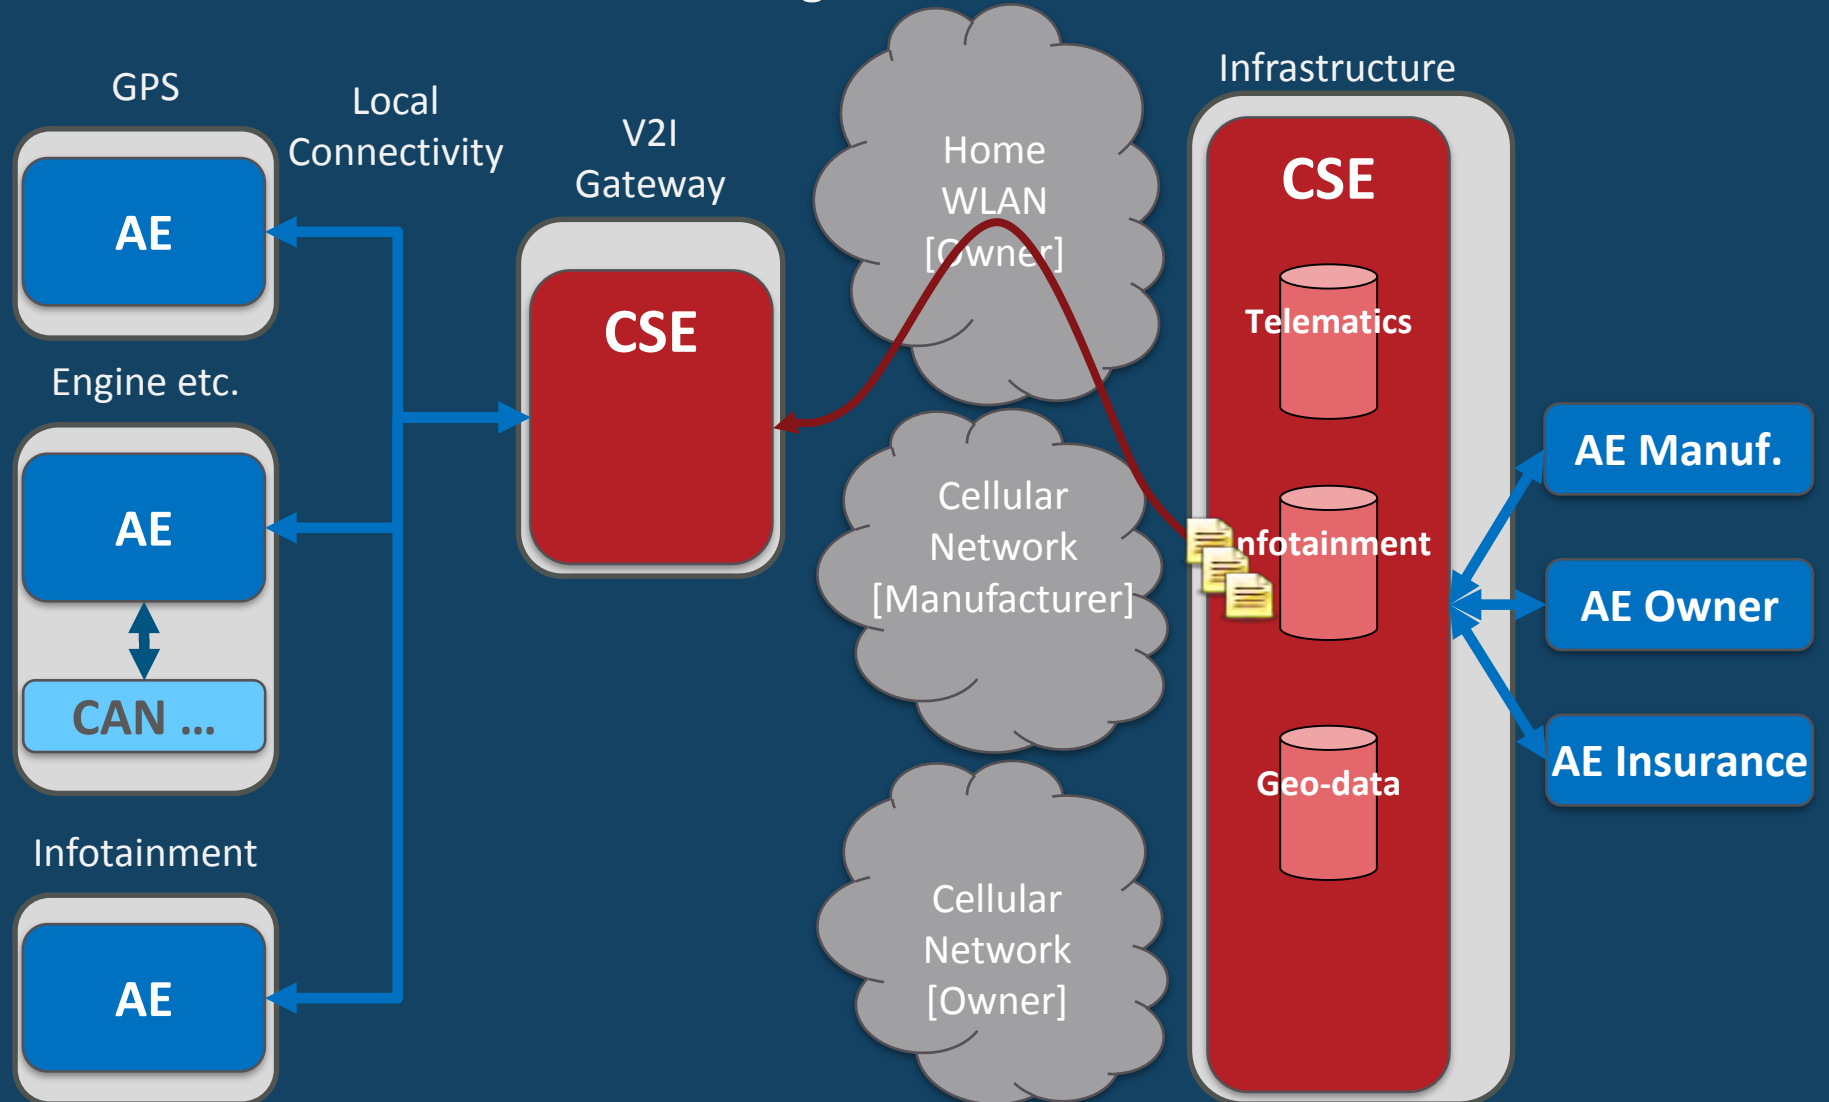 GPS
Local
Connectivity
V2I
Gateway
Home
WLAN
[Owner]
Infrastructure
AE
CSE
CSE
Telematics
Engine etc.
AE
CAN ...
Cellular
Network
[Manufacturer]
nfotainment
AE Manuf.
AE Owner
AE Insurance
Geo-data
Infotainment
AE
Cellular
Network
[Owner]